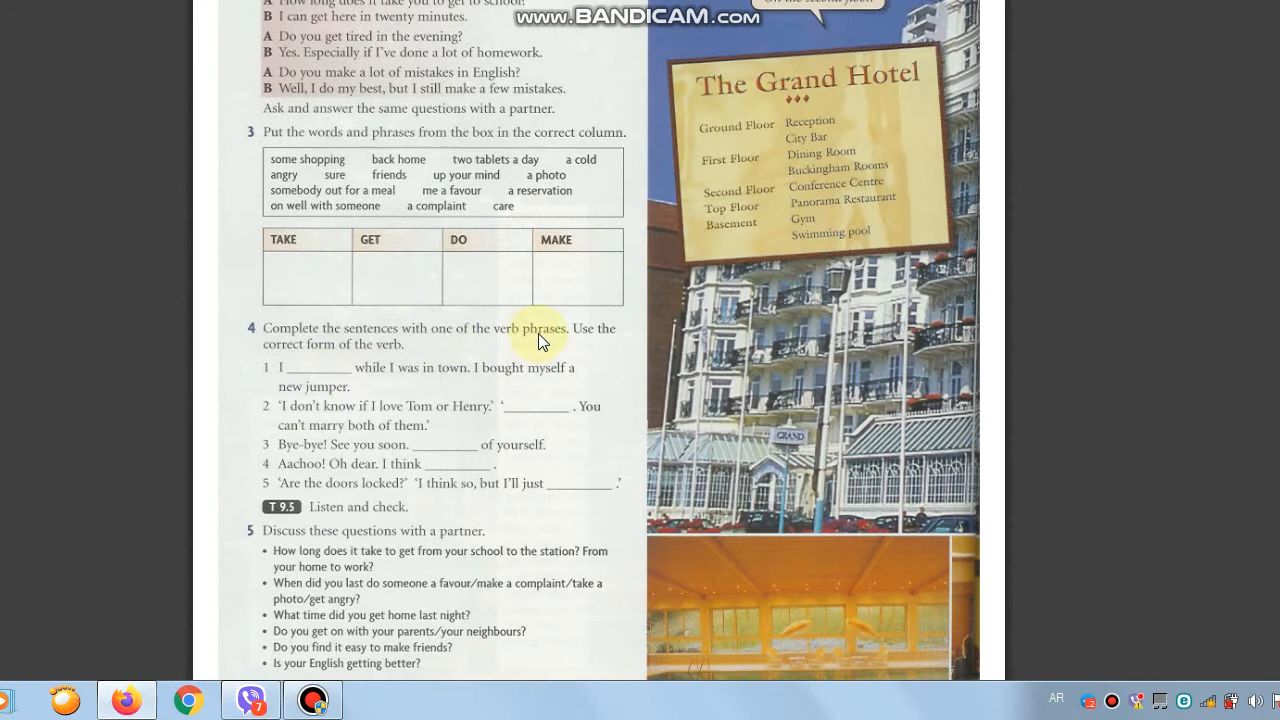 A How long does it take you to get to school?
www.BANDICAM.com
On the second floor
B I can get here in twenty minutes.
A Do you get tired in the evening?
B Yes. Especially if I've done a lot of homework.
A Do you make a lot of mistakes in English?
B Well, I do my best, but I still make a few mistakes.
Ask and answer the same questions with a partner.
3 Put the words and phrases from the box in the correct column.
some shopping back home two tablets a day a cold
angry sure friends up your mind a photo
somebody out for a meal me a favour a reservation
on well with someone a complaint care
TAKE GET DO MAKE
4 Complete the sentences with one of the verb phrases. Use the
correct form of the verb.
1 I _________ while I was in town. I bought myself a
new jumper.
2 'I don't know if I love Tom or Henry.' '_________ . You
can't marry both of them.'
3 Bye-bye! See you soon. _________ of yourself.
4 Aachoo! Oh dear. I think _________ .
5 'Are the doors locked?' 'I think so, but I'll just _________ .'
T 9.5 Listen and check.
5 Discuss these questions with a partner.
• How long does it take to get from your school to the station? From
your home to work?
• When did you last do someone a favour/make a complaint/take a
photo/get angry?
• What time did you get home last night?
• Do you get on with your parents/your neighbours?
• Do you find it easy to make friends?
• Is your English getting better?
The Grand Hotel
Ground Floor Reception
City Bar
First Floor Dining Room
Buckingham Rooms
Second Floor Conference Centre
Top Floor Panorama Restaurant
Basement Gym
Swimming pool
GRAND
7
AR